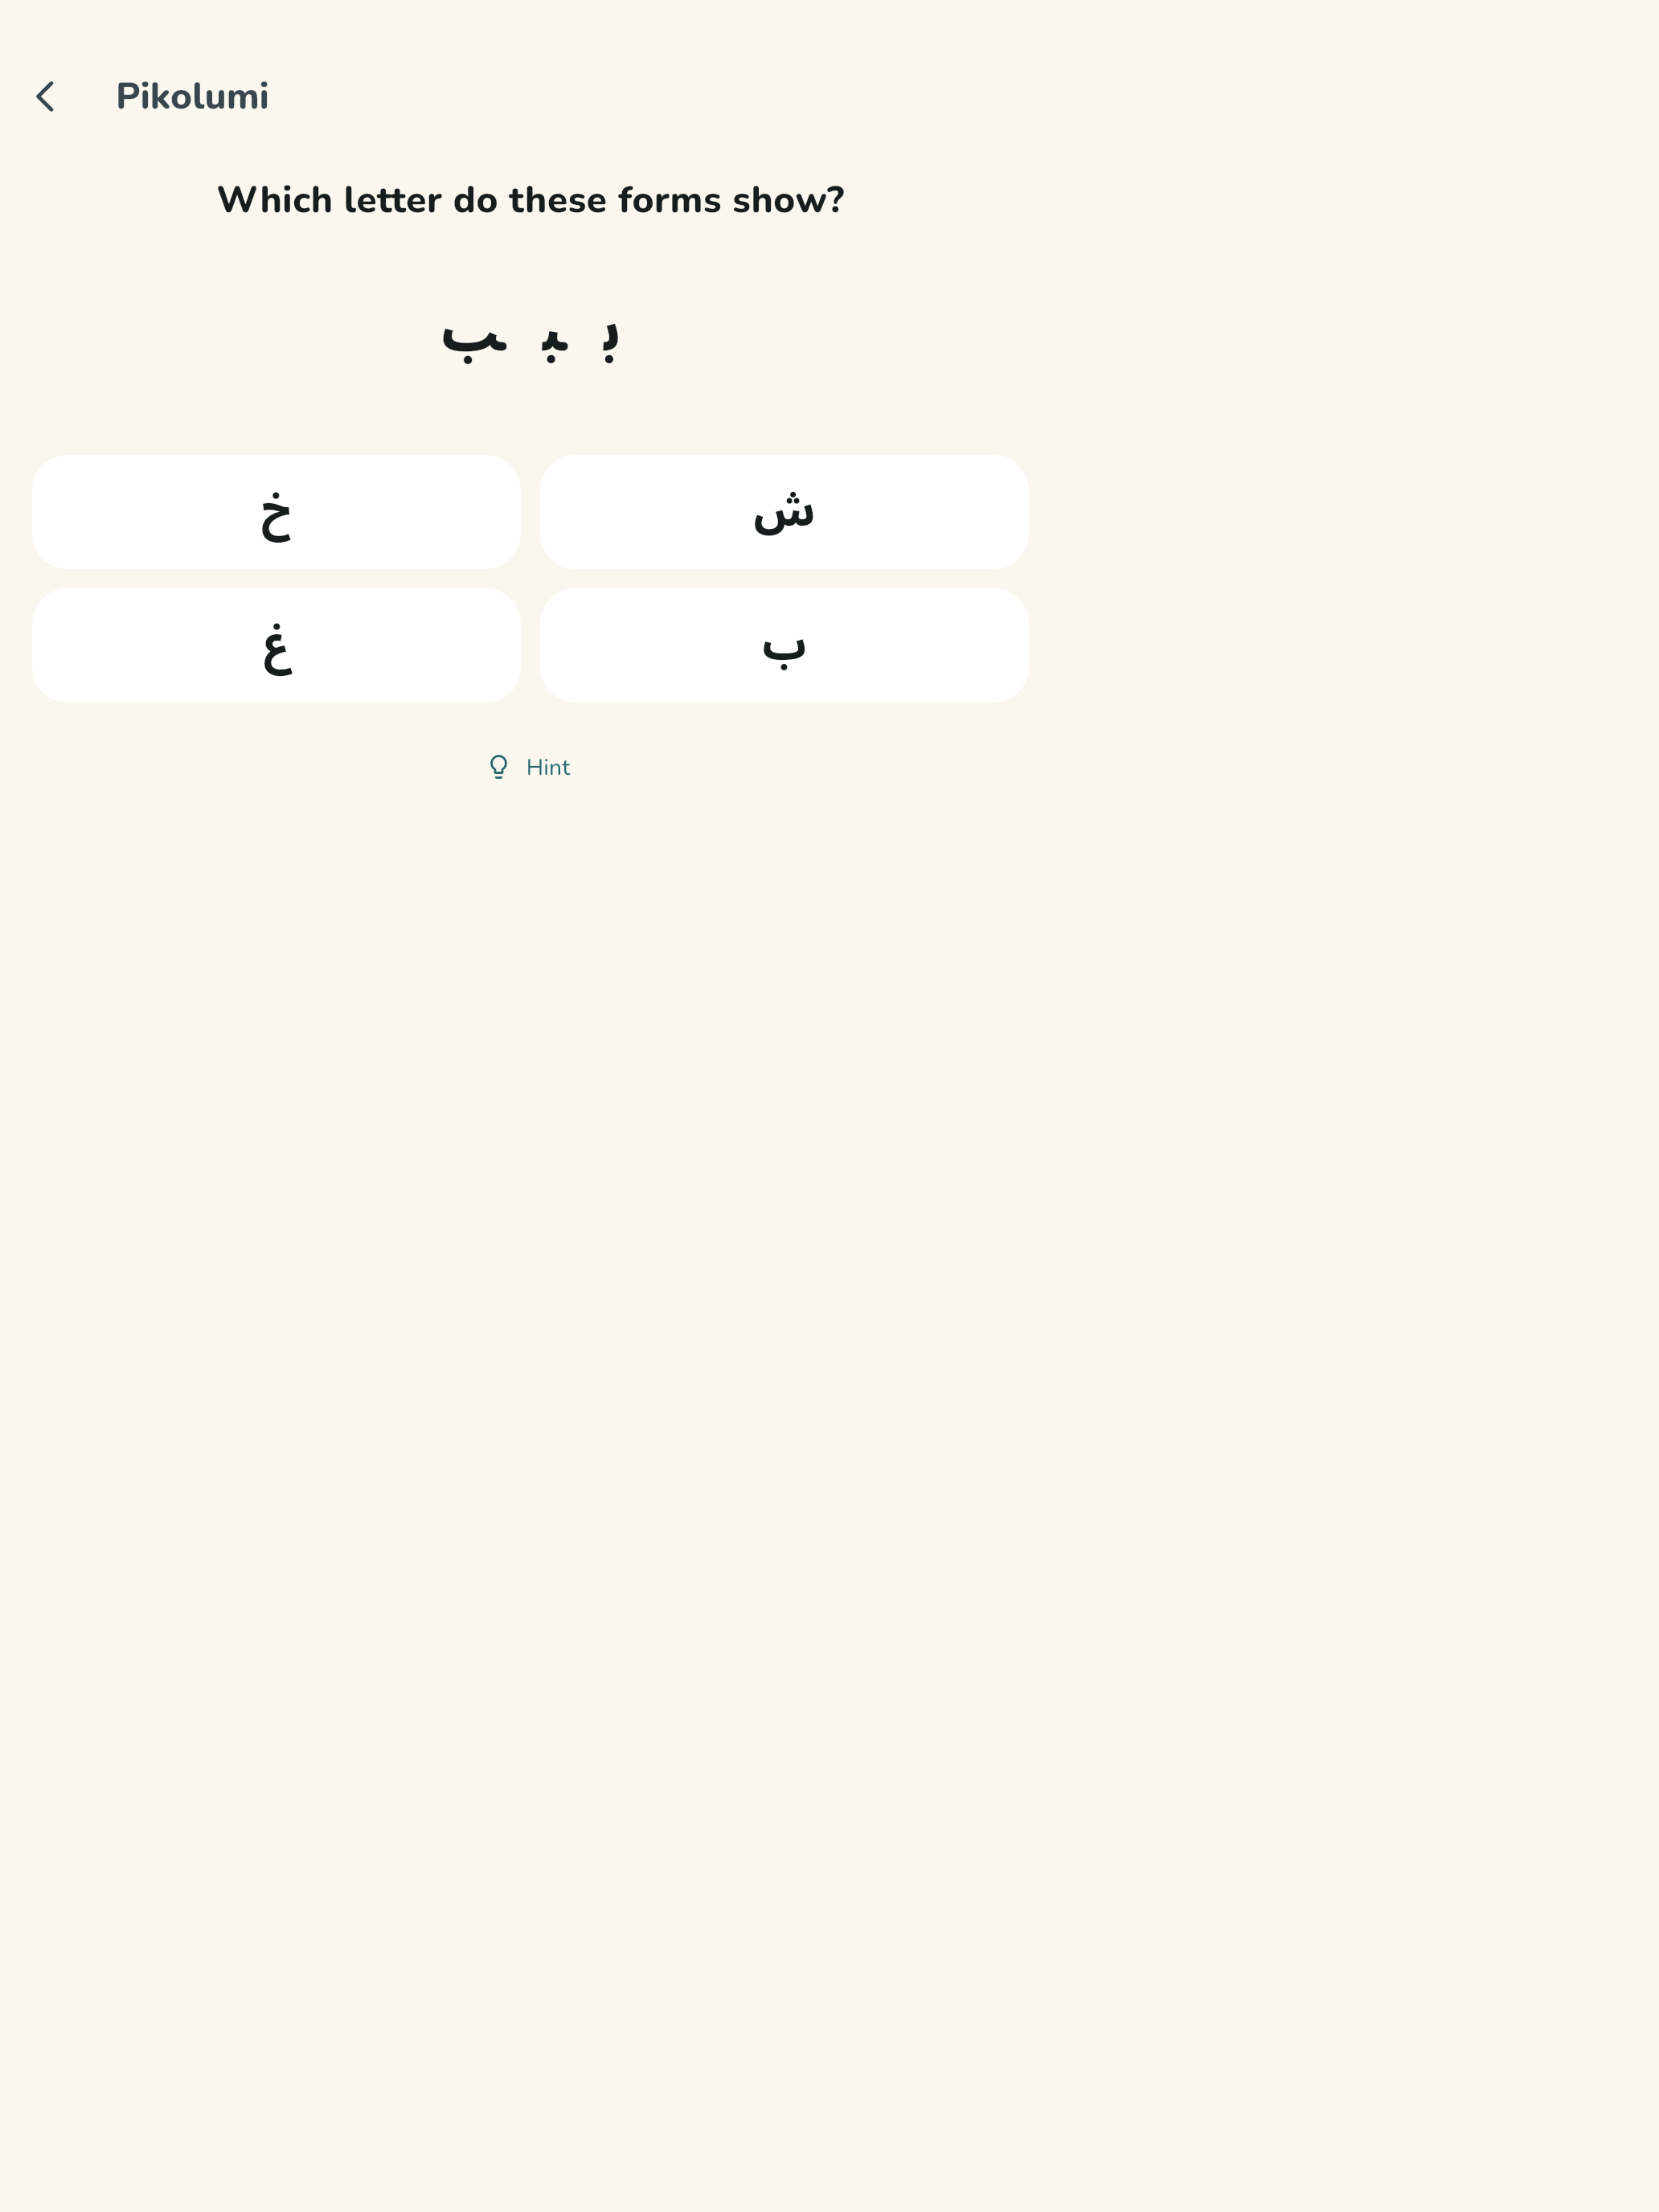 Pikolumi
Which letter do these forms show?
بـ ـبـ ـب
خ ش
غ ب
Hint